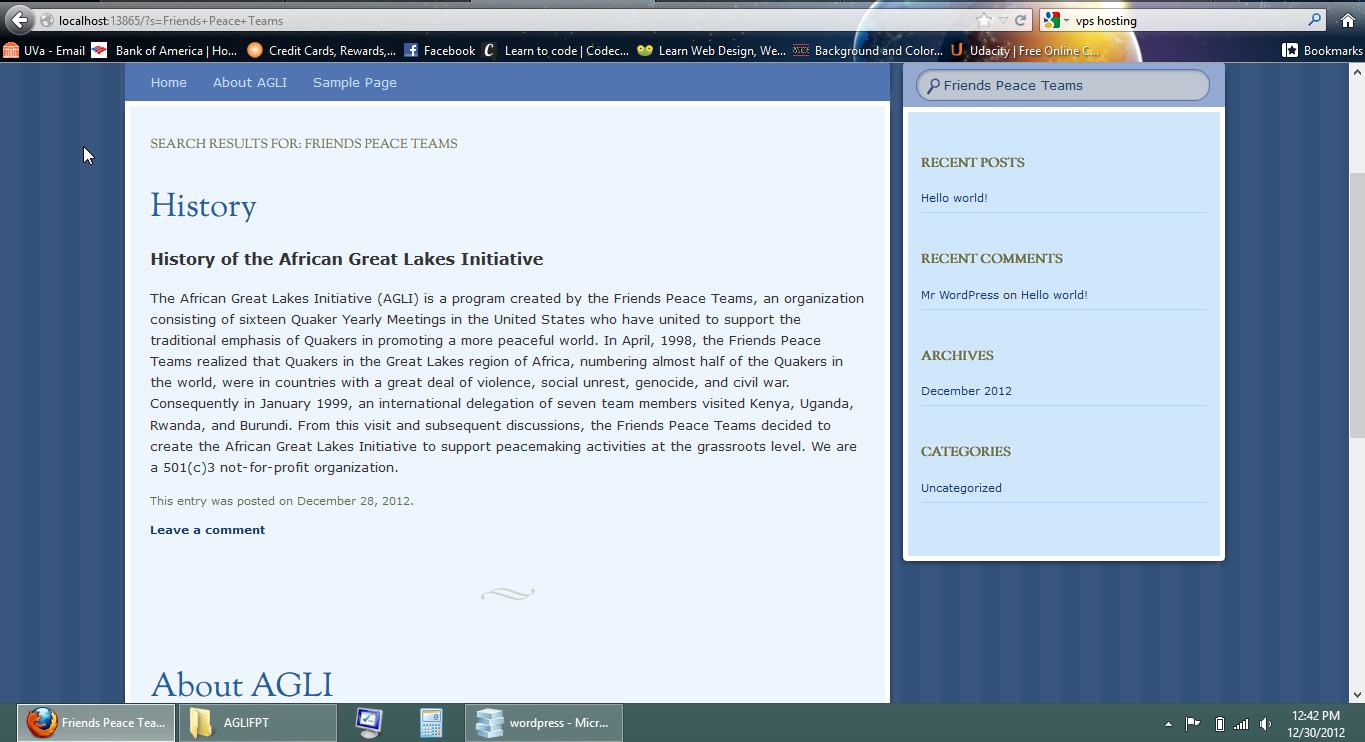 localhost:13865/?s=Friends+Peace+Teams
vps hosting
UVa - Email
Bank of America | Ho...
Credit Cards, Rewards,...
Facebook
Learn to code | Codec...
Learn Web Design, We...
Background and Color...
Udacity | Free Online C...
Bookmarks
Home
About AGLI
Sample Page
Friends Peace Teams
SEARCH RESULTS FOR: FRIENDS PEACE TEAMS
History
History of the African Great Lakes Initiative
The African Great Lakes Initiative (AGLI) is a program created by the Friends Peace Teams, an organization
consisting of sixteen Quaker Yearly Meetings in the United States who have united to support the
traditional emphasis of Quakers in promoting a more peaceful world. In April, 1998, the Friends Peace
Teams realized that Quakers in the Great Lakes region of Africa, numbering almost half of the Quakers in
the world, were in countries with a great deal of violence, social unrest, genocide, and civil war.
Consequently in January 1999, an international delegation of seven team members visited Kenya, Uganda,
Rwanda, and Burundi. From this visit and subsequent discussions, the Friends Peace Teams decided to
create the African Great Lakes Initiative to support peacemaking activities at the grassroots level. We are
a 501(c)3 not-for-profit organization.
This entry was posted on December 28, 2012.
Leave a comment
About AGLI
RECENT POSTS
Hello world!
RECENT COMMENTS
Mr WordPress on Hello world!
ARCHIVES
December 2012
CATEGORIES
Uncategorized
Friends Peace Tea...
AGLIFPT
wordpress - Micr...
12:42 PM
12/30/2012